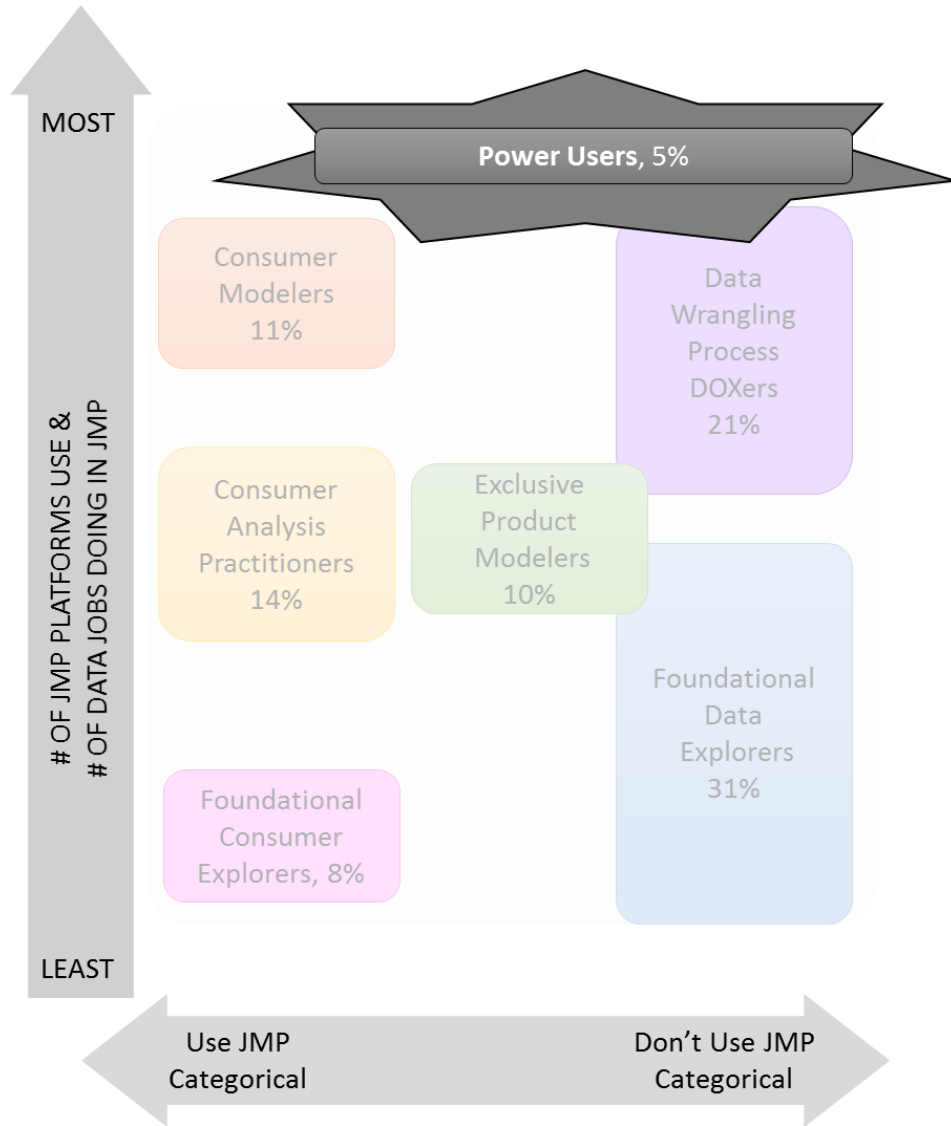 MOST
Power Users, 5%
Consumer
Modelers
11%
Data
Wrangling
Process
DOXers
21%
Consumer
Analysis
Practitioners
14%
Exclusive
Product
Modelers
10%
Foundational
Data
Explorers
31%
Foundational
Consumer
Explorers, 8%
# OF JMP PLATFORMS USE &
# OF DATA JOBS DOING IN JMP
LEAST
Use JMP
Categorical
Don’t Use JMP
Categorical